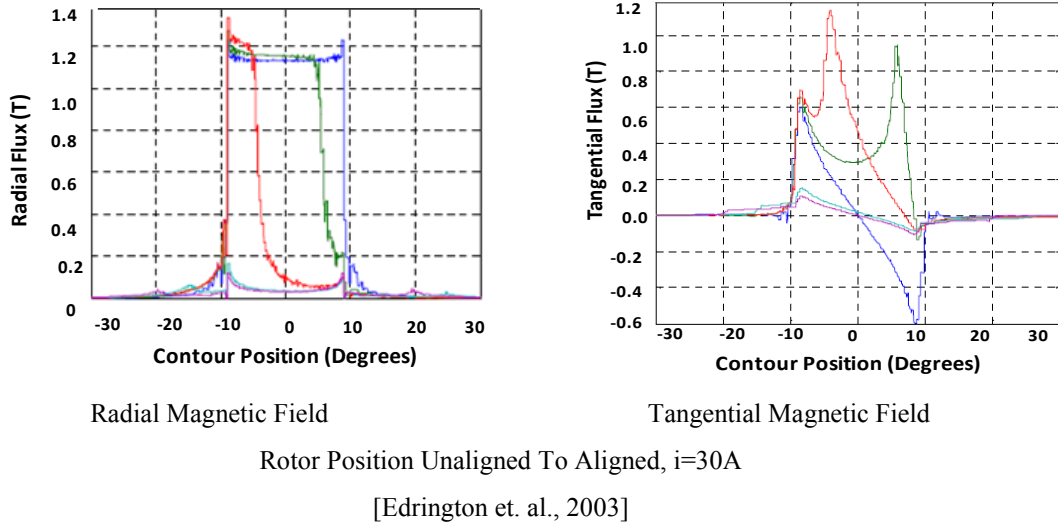 1.4
1.2
1.0
0.8
0.6
0.4
0.2
0
Radial Flux (T)
-30 -20 -10 0 10 20 30
Contour Position (Degrees)
1.0
0.8
0.6
0.4
0.2
0.0
-0.2
-0.4
-0.6
Tangential Flux (T)
-30 -20 -10 0 10 20 30
Contour Position (Degrees)
Radial Magnetic Field
Tangential Magnetic Field
Rotor Position Unaligned To Aligned, i=30A
[Edrington et. al., 2003]